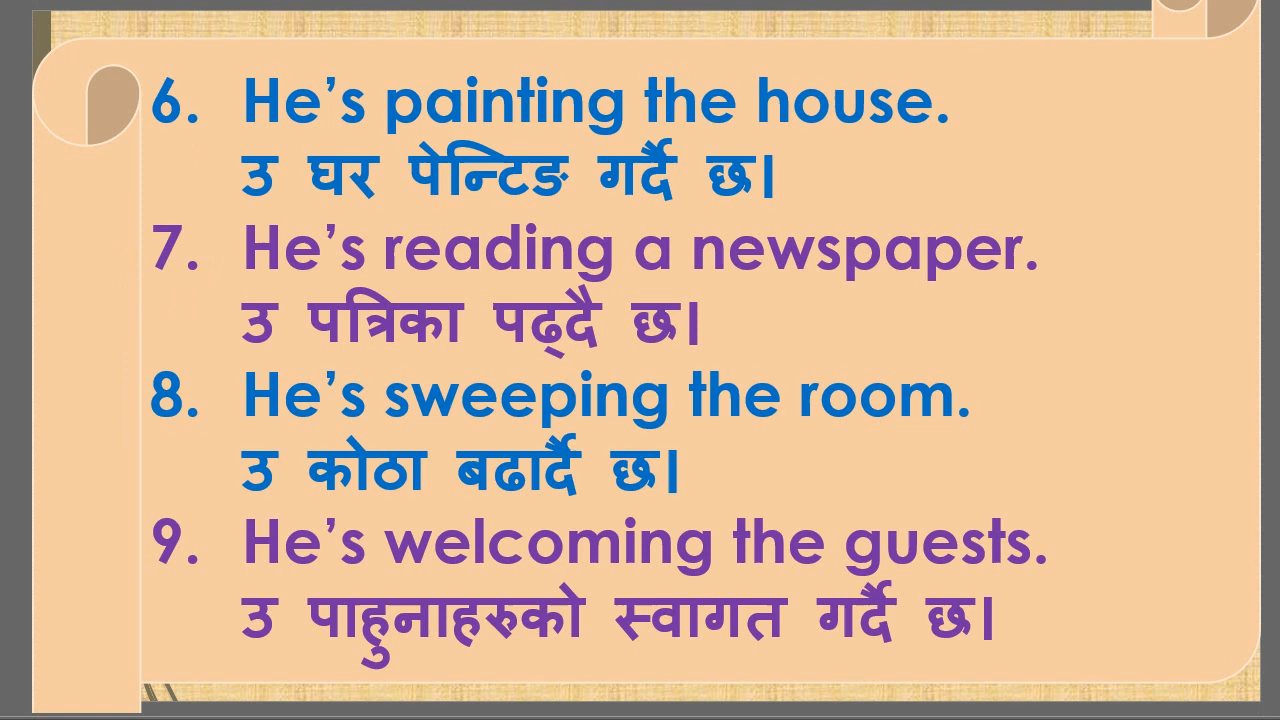 6. He’s painting the house.
उ घर पेन्टिङ गर्दै छ।
7. He’s reading a newspaper.
उ पत्रिका पढ्दै छ।
8. He’s sweeping the room.
उ कोठा बढार्दै छ।
9. He’s welcoming the guests.
उ पाहुनाहरुको स्वागत गर्दै छ।